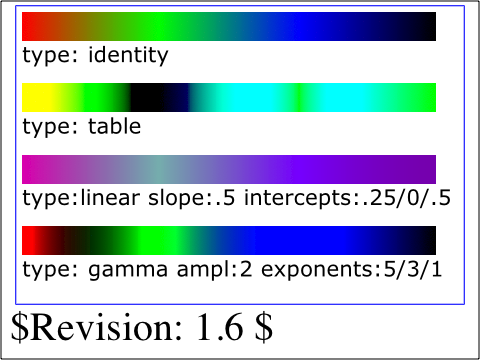 type: identity
type: table
type:linear slope:.5 intercepts:.25/0/.5
type: gamma ampl:2 exponents:5/3/1
$Revision: 1.6 $